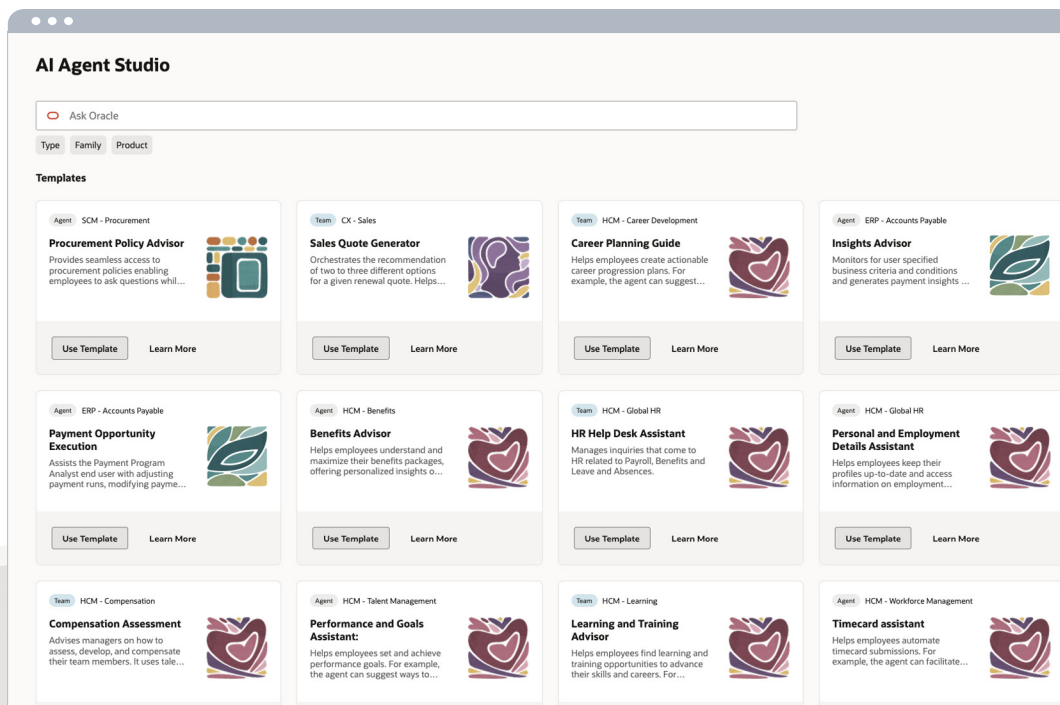 AI Agent Studio
Ask Oracle
Type Family Product
Templates
Agent SCM - Procurement
Procurement Policy Advisor
Provides seamless access to
procurement policies enabling
employees to ask questions whil...
Use Template Learn More
Team CX - Sales
Sales Quote Generator
Orchestrates the recommendation
of two to three different options
for a given renewal quote. Helps...
Use Template Learn More
Team HCM - Career Development
Career Planning Guide
Helps employees create actionable
career progression plans. For
example, the agent can suggest...
Use Template Learn More
Agent ERP - Accounts Payable
Insights Advisor
Monitors for user specified
business criteria and conditions
and generates payment insights ...
Use Template Learn More
Agent ERP - Accounts Payable
Payment Opportunity
Execution
Assists the Payment Program
Analyst end user with adjusting
payment runs, modifying payme...
Use Template Learn More
Agent HCM - Benefits
Benefits Advisor
Helps employees understand and
maximize their benefits packages,
offering personalized insights o...
Use Template Learn More
Team HCM - Global HR
HR Help Desk Assistant
Manages inquiries that come to
HR related to Payroll, Benefits and
Leave and Absences.
Use Template Learn More
Agent HCM - Global HR
Personal and Employment
Details Assistant
Helps employees keep their
profiles up-to-date and access
information on employment...
Use Template Learn More
Team HCM - Compensation
Compensation Assessment
Advises managers on how to
assess, develop, and compensate
their team members. It uses tale...
Agent HCM - Talent Management
Performance and Goals
Assistant:
Helps employees set and achieve
performance goals. For example,
the agent can suggest ways to...
Team HCM - Learning
Learning and Training
Advisor
Helps employees find learning and
training opportunities to advance
their skills and careers. For...
Agent HCM - Workforce Management
Timecard assistant
Helps employees automate
timecard submissions. For
example, the agent can facilitate...